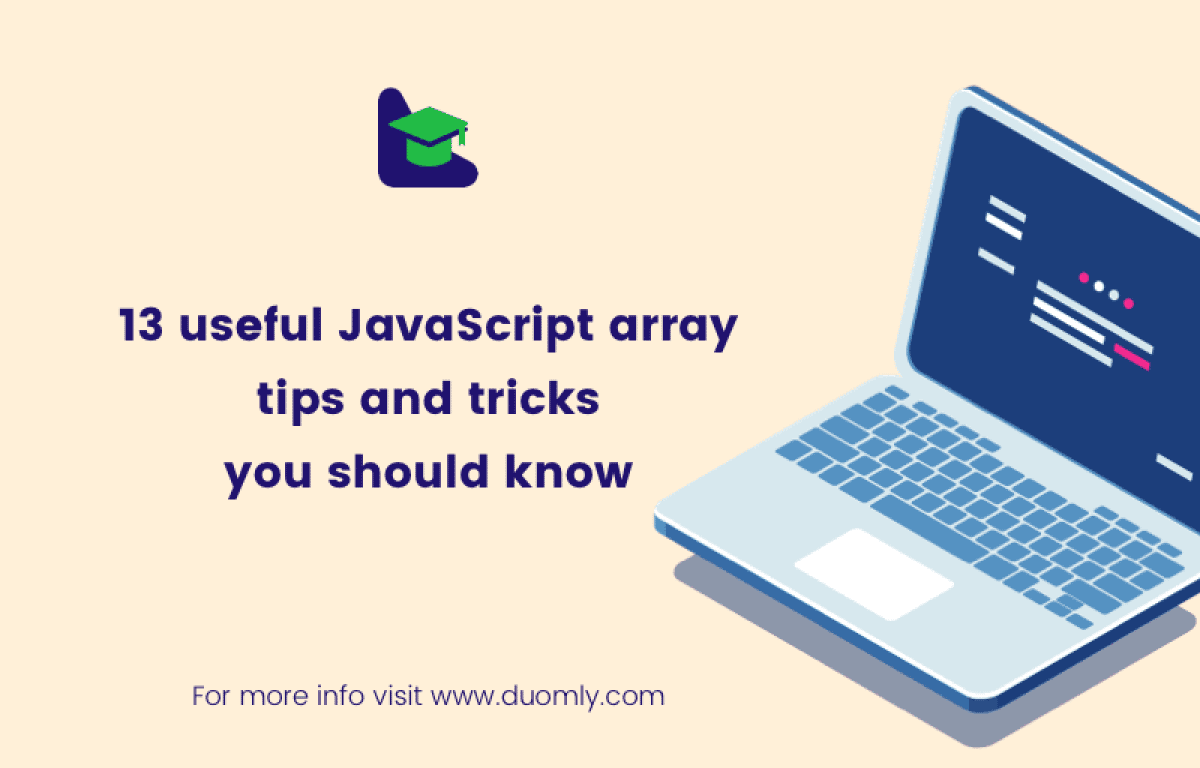 13 useful JavaScript array
tips and tricks
you should know
For more info visit www.duomly.com